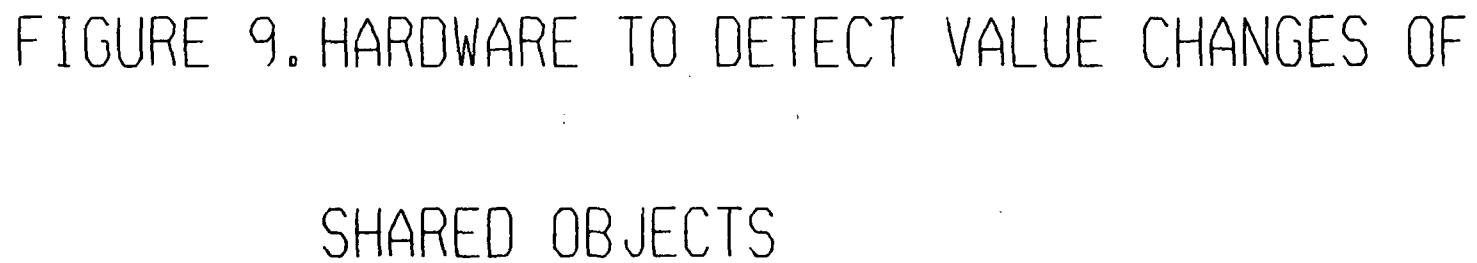 FIGURE 9. HARDWARE TO DETECT VALUE CHANGES OF
SHARED OBJECTS